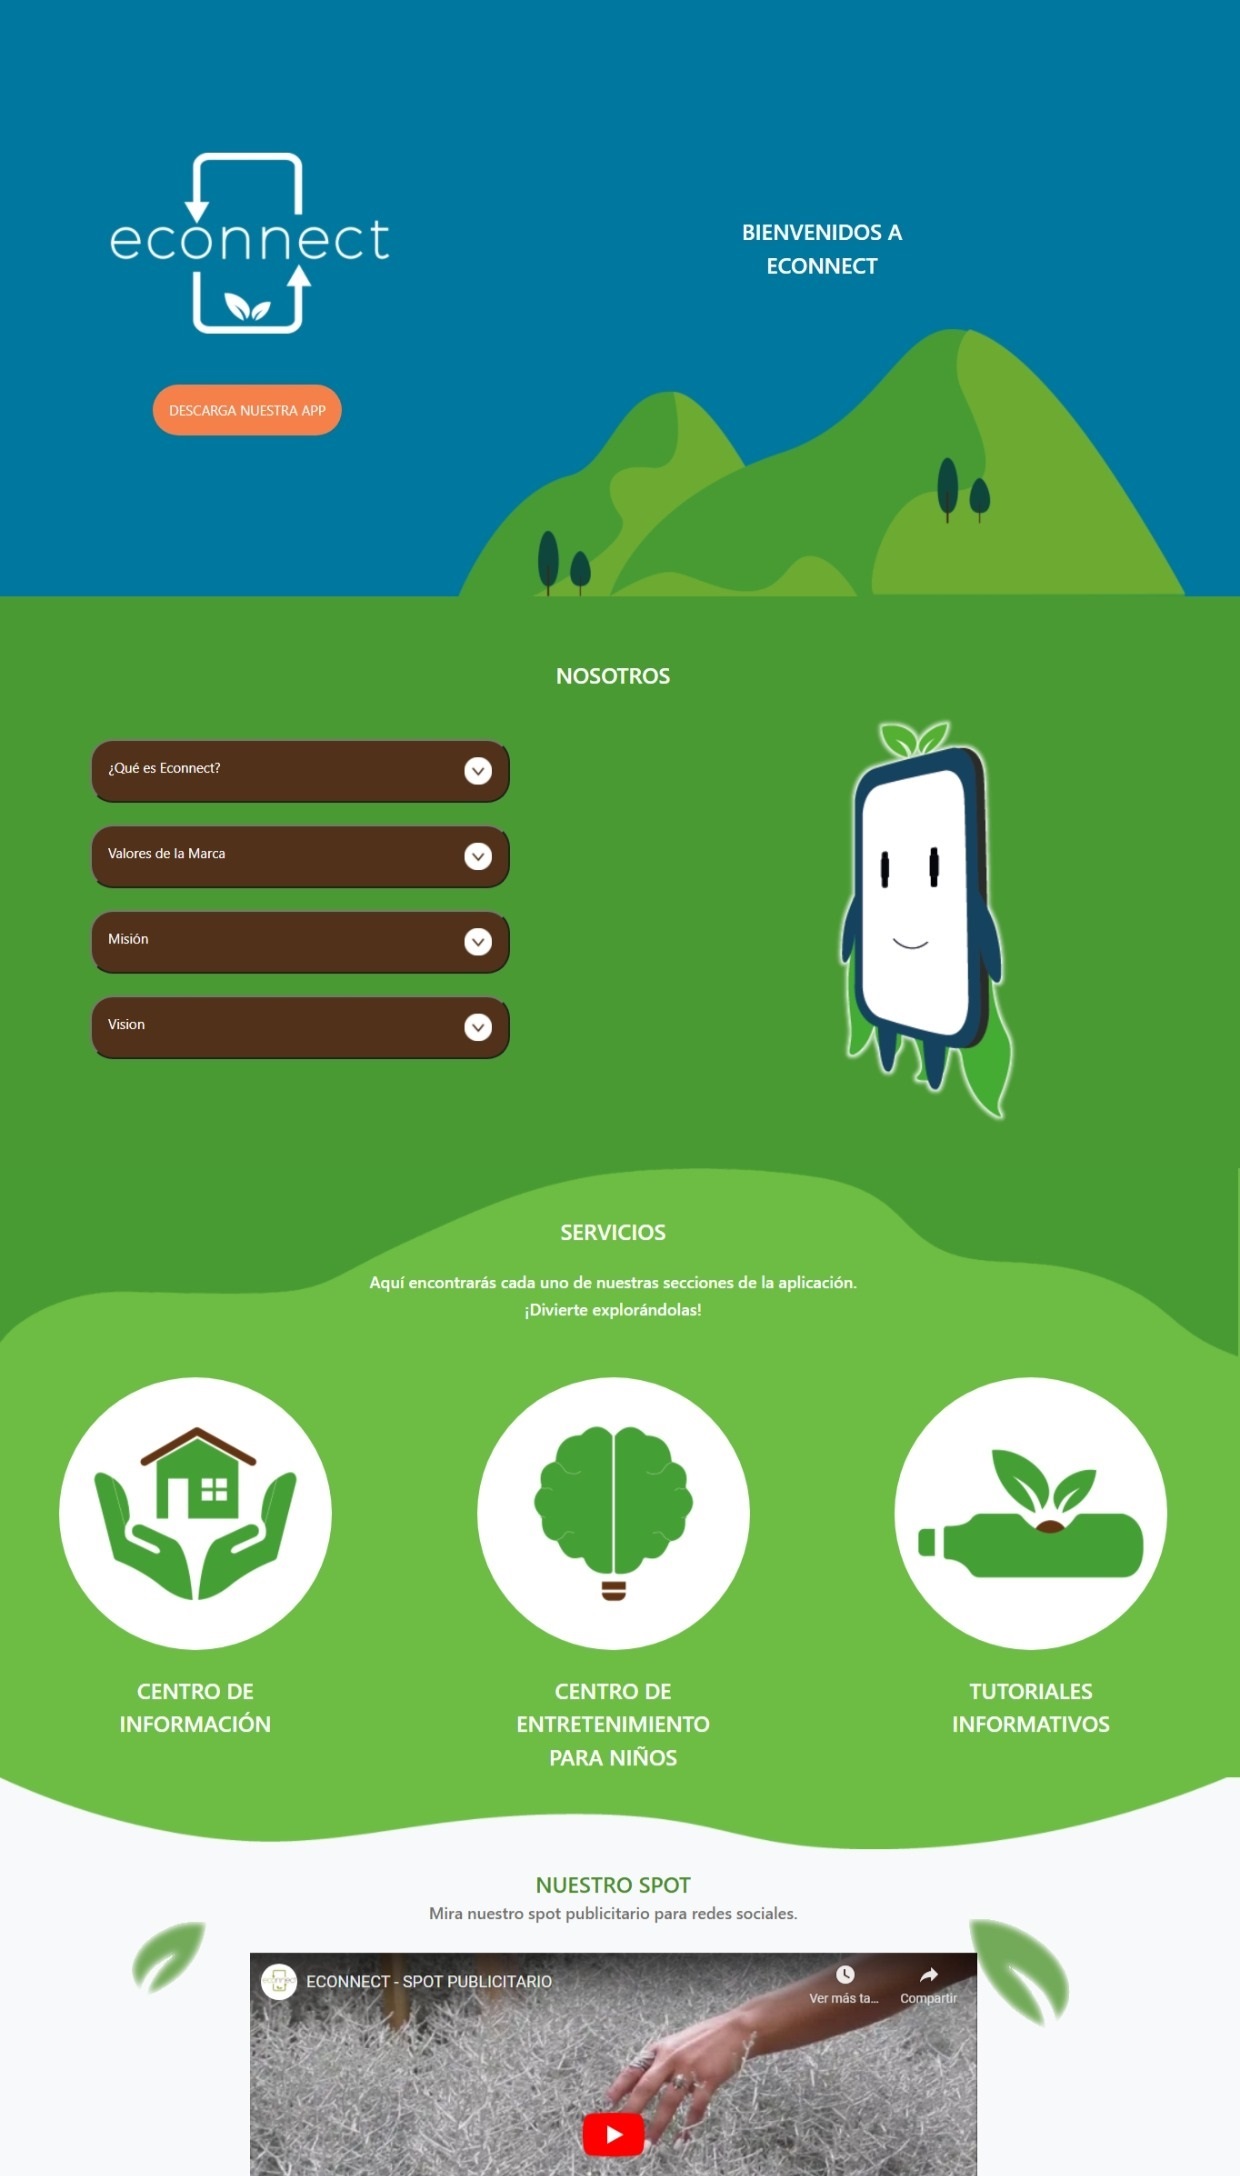 econnect
BIENVENIDOS A
ECONNECT
DESCARGA NUESTRA APP
NOSOTROS
¿Qué es Econnect?
Valores de la Marca
Misión
Vision
SERVICIOS
Aquí encontrarás cada uno de nuestras secciones de la aplicación.
¡Divierte explorándolas!
CENTRO DE
INFORMACIÓN
CENTRO DE
ENTRETENIMIENTO
PARA NIÑOS
TUTORIALES
INFORMATIVOS
NUESTRO SPOT
Mira nuestro spot publicitario para redes sociales.
econnect
ECONNECT - SPOT PUBLICITARIO
Ver más ta...
Compartir